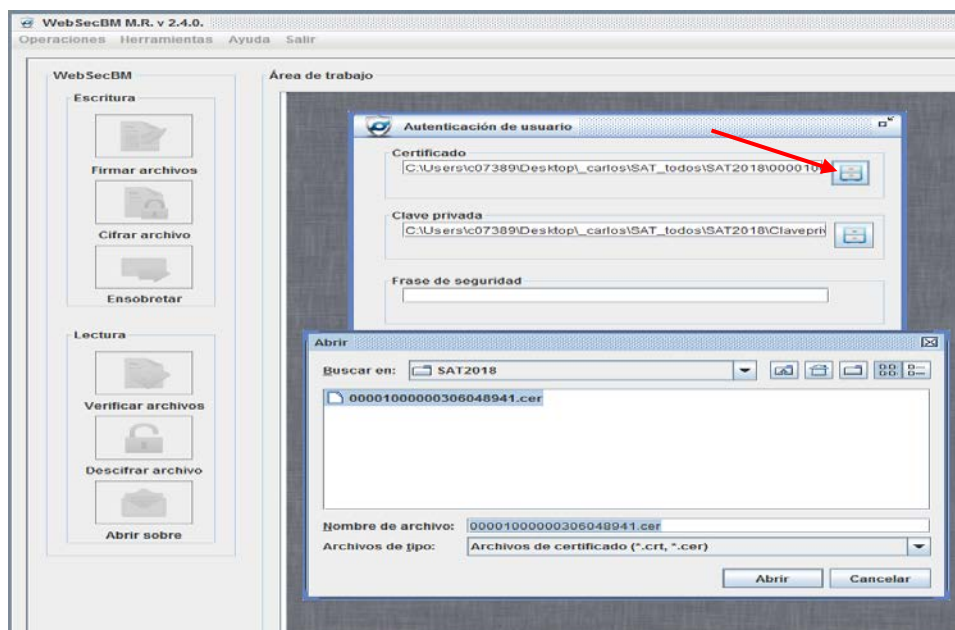 WebSecBM M.R. v 2.4.0.
Operaciones Herramientas Ayuda Salir
WebSecBM
Escritura
Firmar archivos
Cifrar archivo
Ensobretar
Lectura
Verificar archivos
Descifrar archivo
Abrir sobre
Área de trabajo
Autenticación de usuario
Certificado
C:\Users\c07389\Desktop\_carlos\SAT_todos\SAT2018\000010
Clave privada
C:\Users\c07389\Desktop\_carlos\SAT_todos\SAT2018\Clavepri
Frase de seguridad
Abrir
Buscar en: SAT2018
00001000000306048941.cer
Nombre de archivo: 00001000000306048941.cer
Archivos de tipo: Archivos de certificado (*.crt, *.cer)
Abrir Cancelar